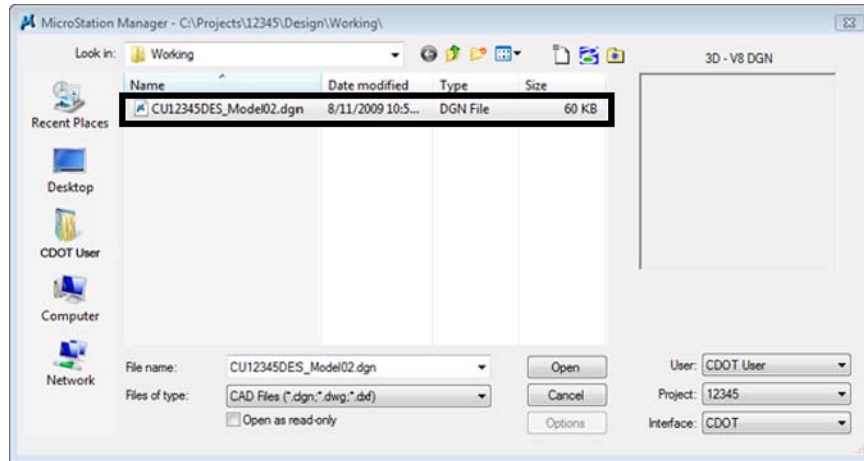 MicroStation Manager - C:\Projects\12345\Design\Working\
Look in: Working
3D - V8 DGN
Name Date modified Type Size
CU12345DES_Model02.dgn 8/11/2009 10:5... DGN File 60 KB
Recent Places
Desktop
CDOT User
Computer
Network
File name: CU12345DES_Model02.dgn Open
Files of type: CAD Files (*.dgn;*.dwg;*.dxf) Cancel
Open as read-only Options
User: CDOT User
Project: 12345
Interface: CDOT